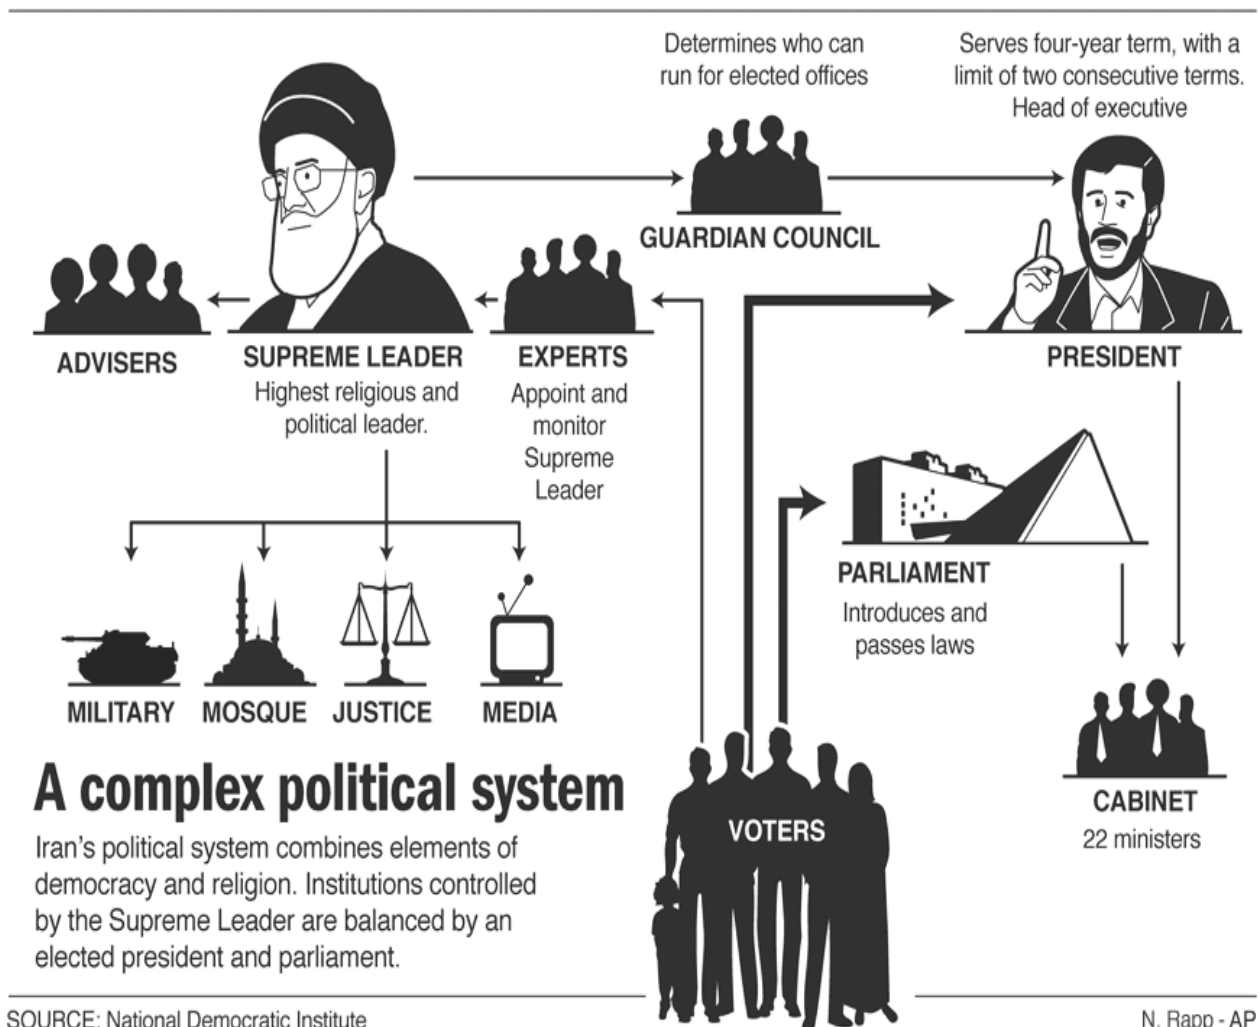 Determines who can
run for elected offices
Serves four-year term, with a
limit of two consecutive terms.
Head of executive
GUARDIAN COUNCIL
ADVISERS
SUPREME LEADER
Highest religious and
political leader.
EXPERTS
Appoint and
monitor
Supreme
Leader
PRESIDENT
PARLIAMENT
Introduces and
passes laws
MILITARY
MOSQUE
JUSTICE
MEDIA
CABINET
22 ministers
VOTERS
A complex political system
Iran's political system combines elements of
democracy and religion. Institutions controlled
by the Supreme Leader are balanced by an
elected president and parliament.
SOURCE: National Democratic Institute
N. Rapp - AP